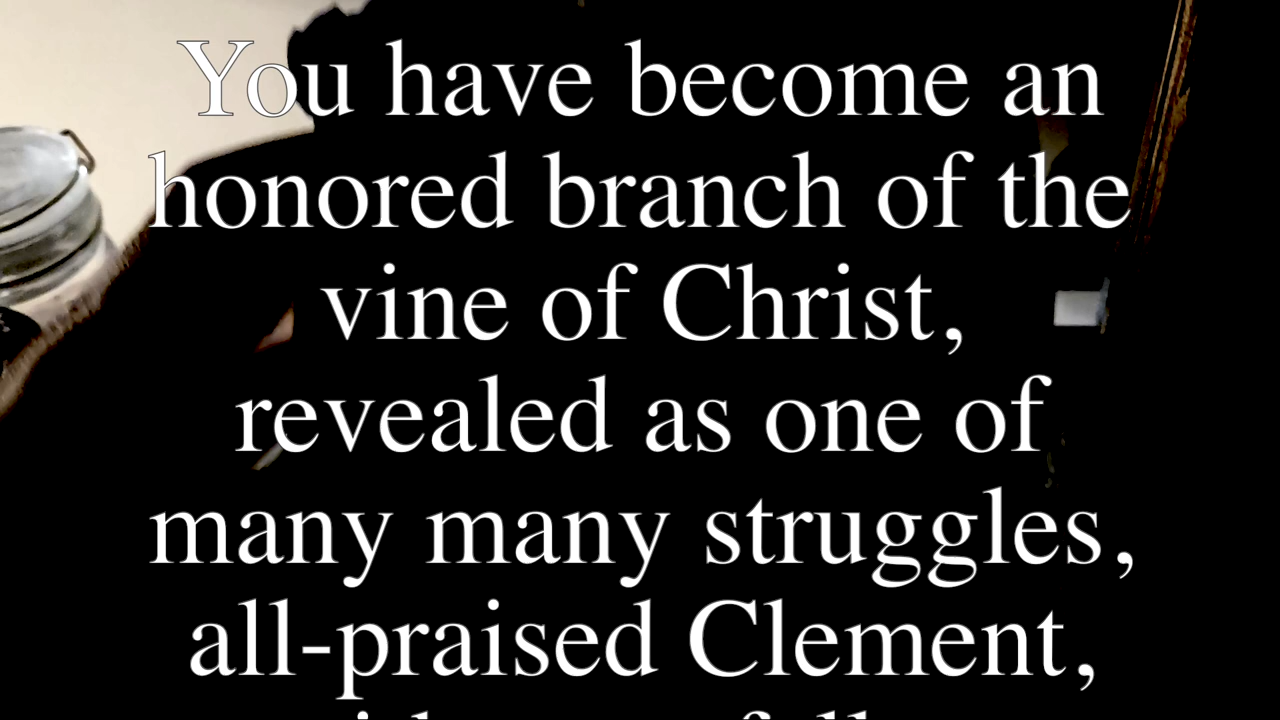 You have become an
honored branch of the
vine of Christ,
revealed as one of
many many struggles,
all-praised Clement,